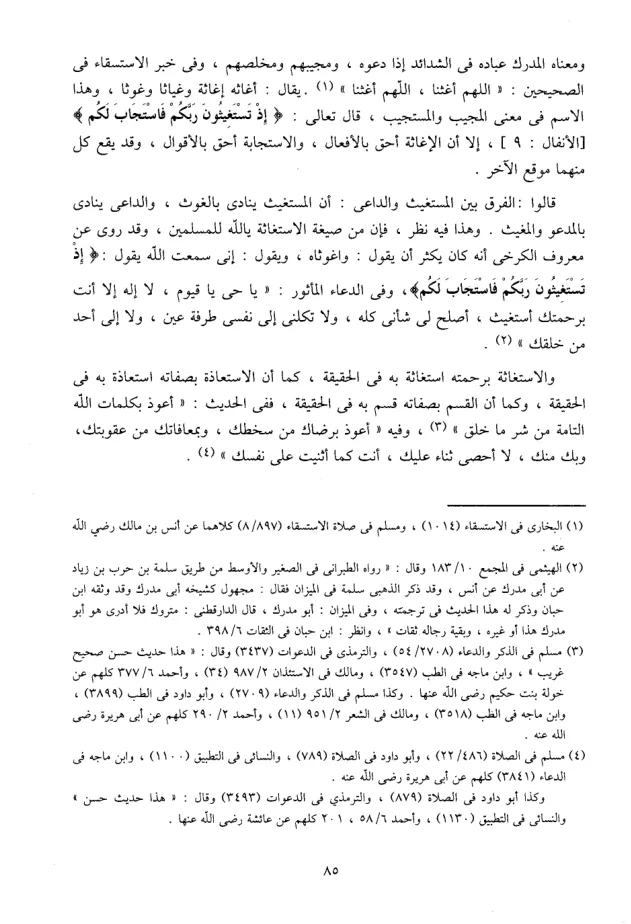 ومعناه المدرك عباده فى الشدائد إذا دعوه ، ومجيبهم ومخلصهم ، وفى خبر الاستسقاء فى
الصحيحين : « اللهم أغثنا ، اللّهم أغثنا » (١) .يقال : أغاثه إغاثة وغياثا وغوثا ، وهذا
الاسم فى معنى المجيب والمستجيب ، قال تعالى : ﴿ إِذْ تَسْتَغِيثُونَ رَبَّكُمْ فَاسْتَجَابَ لَكُم ﴾
[الأنفال : ٩ ] ، إلا أن الإغاثة أحق بالأفعال ، والاستجابة أحق بالأقوال ، وقد يقع كل
منهما موقع الآخر .
قالوا :الفرق بين المستغيث والداعى : أن المستغيث ينادى بالغوث ، والداعى ينادى
بالمدعو والمغيث . وهذا فيه نظر ، فإن من صيغة الاستغاثة ياللّه للمسلمين ، وقد روى عن
معروف الكرخى أنه كان يكثر أن يقول : واغوثاه ، ويقول : إنى سمعت اللّه يقول :﴿ إِذْ
تَسْتَغِيثُونَ رَبَّكُمْ فَاسْتَجَابَ لَكُم﴾، وفى الدعاء المأثور : « يا حى يا قيوم ، لا إله إلا أنت
برحمتك أستغيث ، أصلح لى شأنى كله ، ولا تكلنى إلى نفسى طرفة عين ، ولا إلى أحد
من خلقك » (٢) .
والاستغاثة برحمته استغاثة به فى الحقيقة ، كما أن الاستعاذة بصفاته استعاذة به فى
الحقيقة ، وكما أن القسم بصفاته قسم به فى الحقيقة ، ففى الحديث : « أعوذ بكلمات اللّه
التامة من شر ما خلق » (٣) ، وفيه « أعوذ برضاك من سخطك ، وبمعافاتك من عقوبتك،
وبك منك ، لا أحصى ثناء عليك ، أنت كما أثنيت على نفسك » (٤) .
(١) البخارى فى الاستسقاء (١٠١٤) ، ومسلم فى صلاة الاستسقاء (٨/٨٩٧) كلاهما عن أنس بن مالك رضي اللّه
عنه .
(٢) الهيثمى فى المجمع ١٨٣/١٠ وقال : « رواه الطبرانى فى الصغير والأوسط من طريق سلمة بن حرب بن زياد
عن أبى مدرك عن أنس ، وقد ذكر الذهبى سلمة فى الميزان فقال : مجهول كشيخه أبى مدرك وقد وثقه ابن
حبان وذكر له هذا الحديث فى ترجمته ، وفى الميزان : أبو مدرك ، قال الدارقطنى : متروك فلا أدرى هو أبو
مدرك هذا أو غيره ، وبقية رجاله ثقات » ، وانظر : ابن حبان فى الثقات ٣٩٨/٦ .
(٣) مسلم فى الذكر والدعاء (٥٤/٢٧٠٨) ، والترمذى فى الدعوات (٣٤٣٧) وقال : « هذا حديث حسن صحيح
غريب » ، وابن ماجه فى الطب (٣٥٤٧) ، ومالك فى الاستئذان ٩٨٧/٢ (٣٤) ، وأحمد ٣٧٧/٦ كلهم عن
خولة بنت حكيم رضى اللّه عنها . وكذا مسلم فى الذكر والدعاء (٢٧٠٩) ، وأبو داود فى الطب (٣٨٩٩) ،
وابن ماجه فى الطب (٣٥١٨) ، ومالك فى الشعر ٩٥١/٢ (١١) ، وأحمد ٢٩٠/٢ كلهم عن أبى هريرة رضى
الله عنه .
(٤) مسلم فى الصلاة (٢٢/٤٨٦) ، وأبو داود فى الصلاة (٧٨٩) ، والنسائى فى التطبيق (١١٠٠) ، وابن ماجه فى
الدعاء (٣٨٤١) كلهم عن أبى هريرة رضى اللّه عنه .
وكذا أبو داود فى الصلاة (٨٧٩) ، والترمذي فى الدعوات (٣٤٩٣) وقال : « هذا حديث حسن »
والنسائى فى التطبيق (١١٣٠) ، وأحمد ٥٨/٦ ، ٢٠١ كلهم عن عائشة رضى اللّه عنها .
٨٥